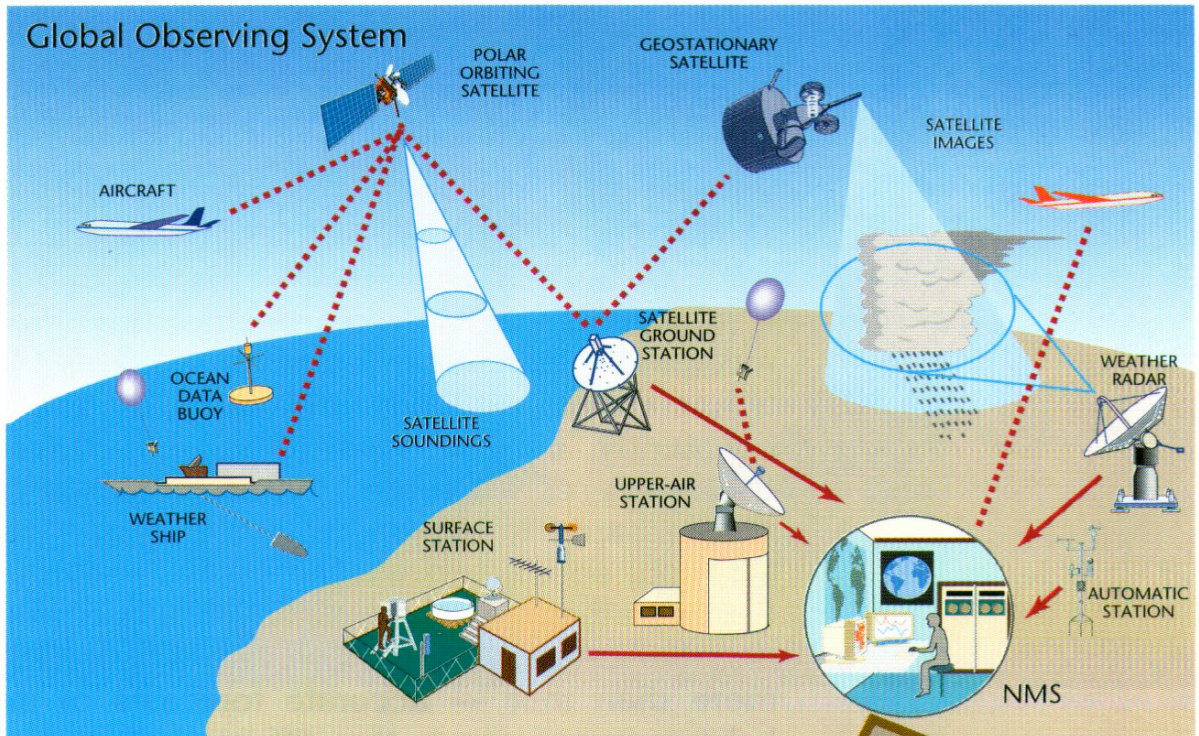 Global Observing System
POLAR
ORBITING
SATELLITE
GEOSTATIONARY
SATELLITE
SATELLITE
IMAGES
AIRCRAFT
SATELLITE
GROUND
STATION
WEATHER
RADAR
OCEAN
DATA
BUOY
SATELLITE
SOUNDINGS
UPPER-AIR
STATION
WEATHER
SHIP
SURFACE
STATION
AUTOMATIC
STATION
NMS